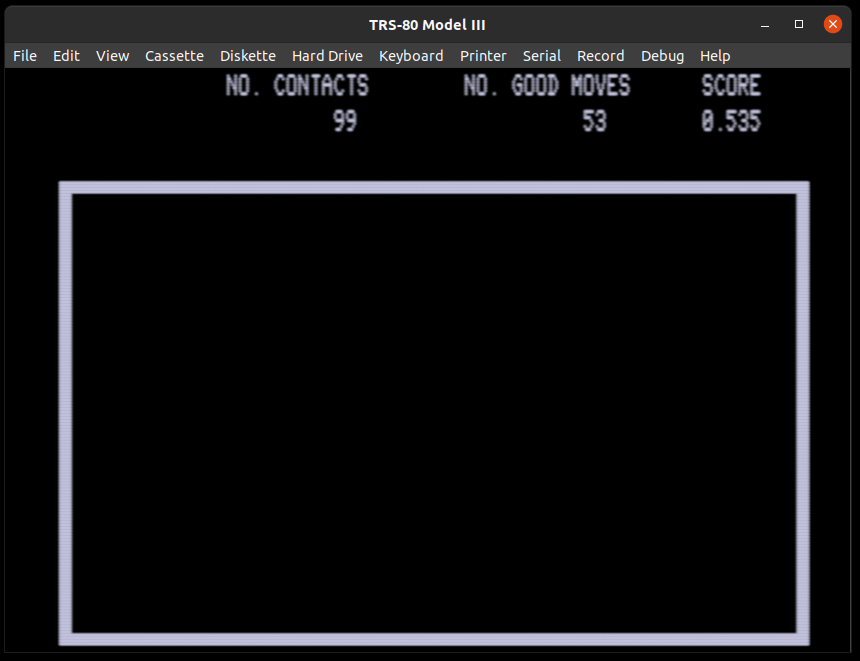 TRS-80 Model III
File Edit View Cassette Diskette Hard Drive Keyboard Printer Serial Record Debug Help
NO. CONTACTS NO. GOOD MOVES SCORE
99 53 0.535